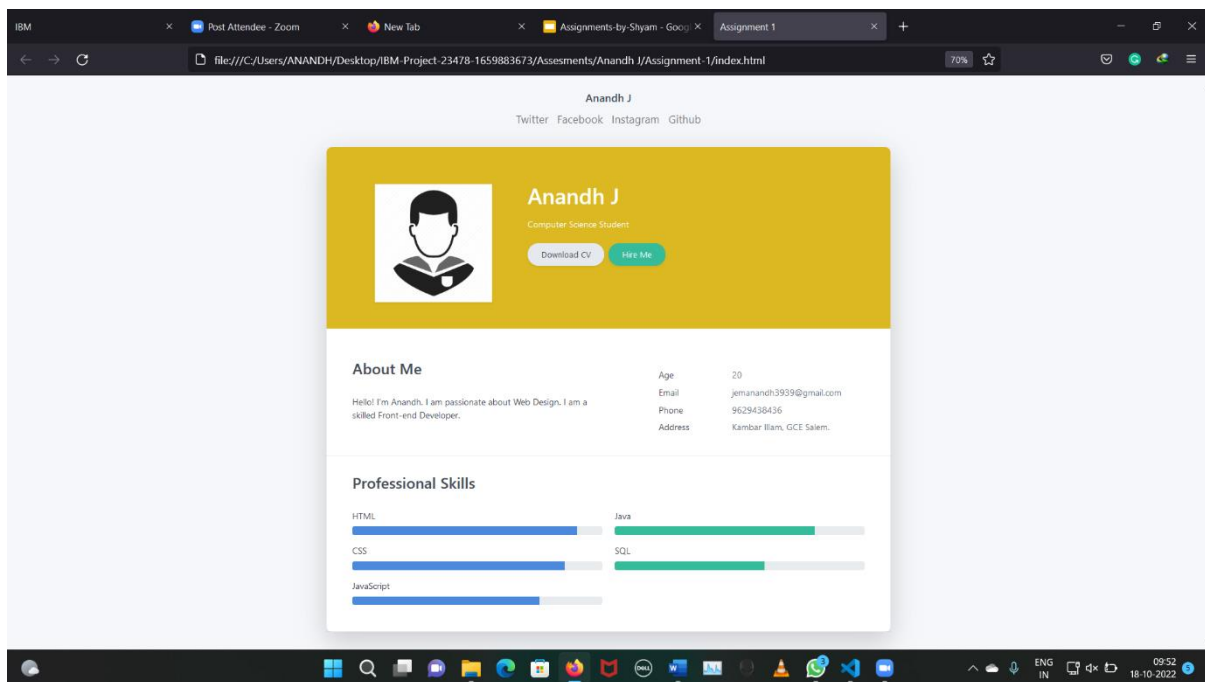 IBM
Post Attendee - Zoom
New Tab
Assignments-by-Shyam - Googl
Assignment 1
file:///C:/Users/ANANDH/Desktop/IBM-Project-23478-1659883673/Assesments/Anandh J/Assignment-1/index.html
70%
Anandh J
Twitter Facebook Instagram Github
Anandh J
Computer Science Student
Download CV Hire Me
About Me
Hello! I'm Anandh. I am passionate about Web Design. I am a
skilled Front-end Developer.
Age 20
Email jemanandh3939@gmail.com
Phone 9629438436
Address Kambar Illam, GCE Salem.
Professional Skills
HTML Java
CSS SQL
JavaScript
DELL
W
3
ENG
IN
09:52
18-10-2022
5